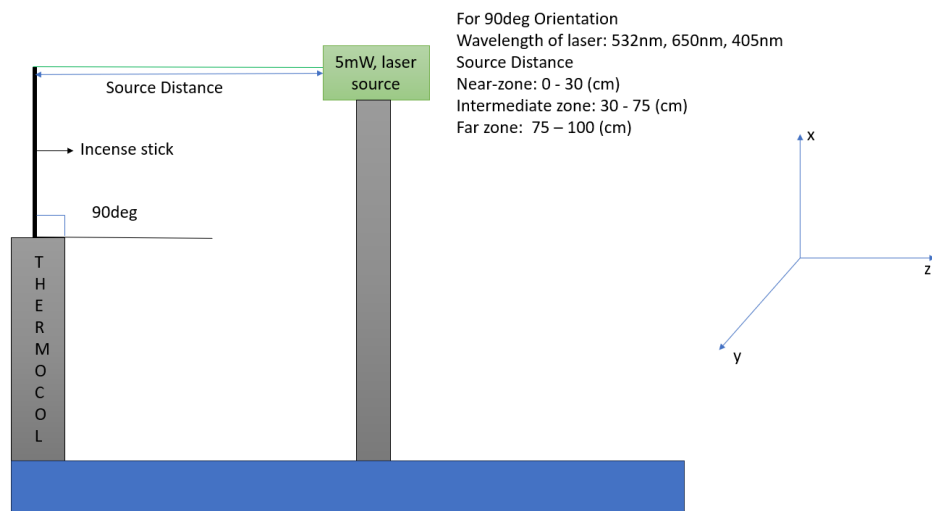 For 90deg Orientation
Wavelength of laser: 532nm, 650nm, 405nm
Source Distance
Near-zone: 0 - 30 (cm)
Intermediate zone: 30 - 75 (cm)
Far zone:  75 – 100 (cm)
5mW, laser
source
Source Distance
Incense stick
90deg
T
H
E
R
M
O
C
O
L
x
z
y